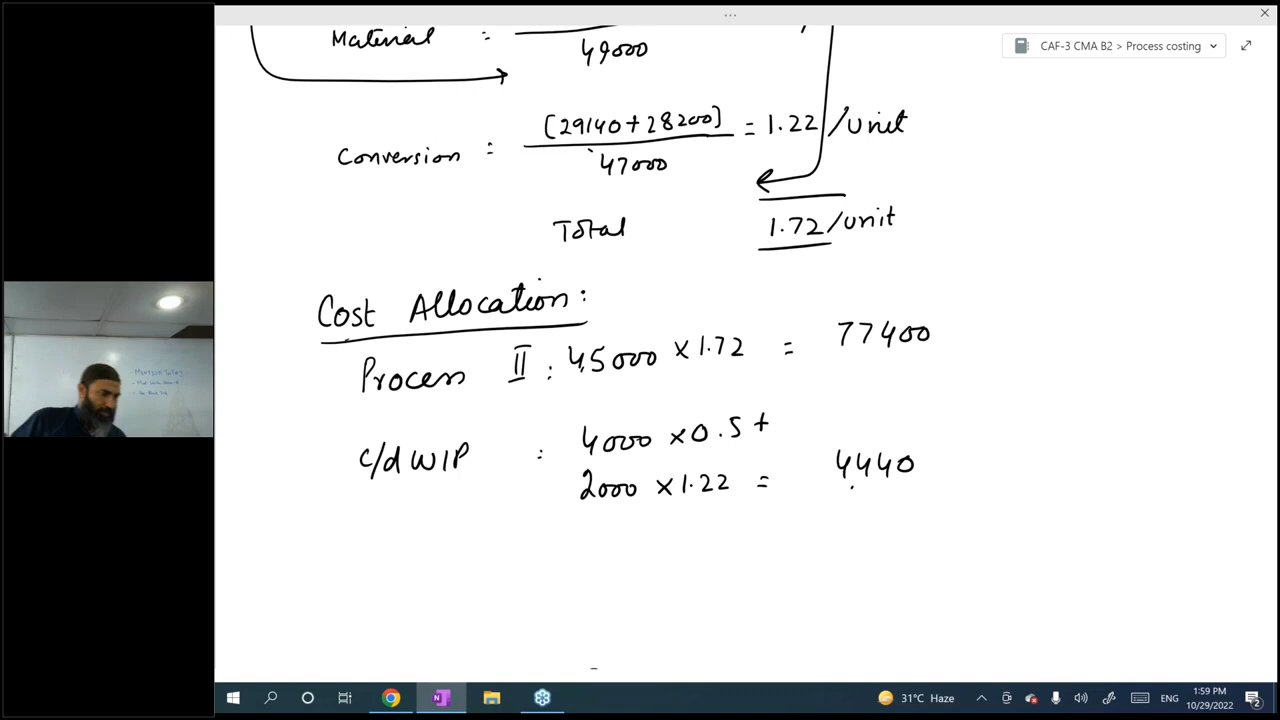 CAF-3 CMA B2 > Process costing
Material :
49000
Conversion = (29140+28200) = 1.22 /unit
47000
Total 1.72/unit
Cost Allocation:
Process II : 45000 × 1.72 = 77400
c/d WIP : 4000 × 0.5 +
2000 × 1.22 = 4440
31°C Haze
ENG
1:59 PM
10/29/2022
2